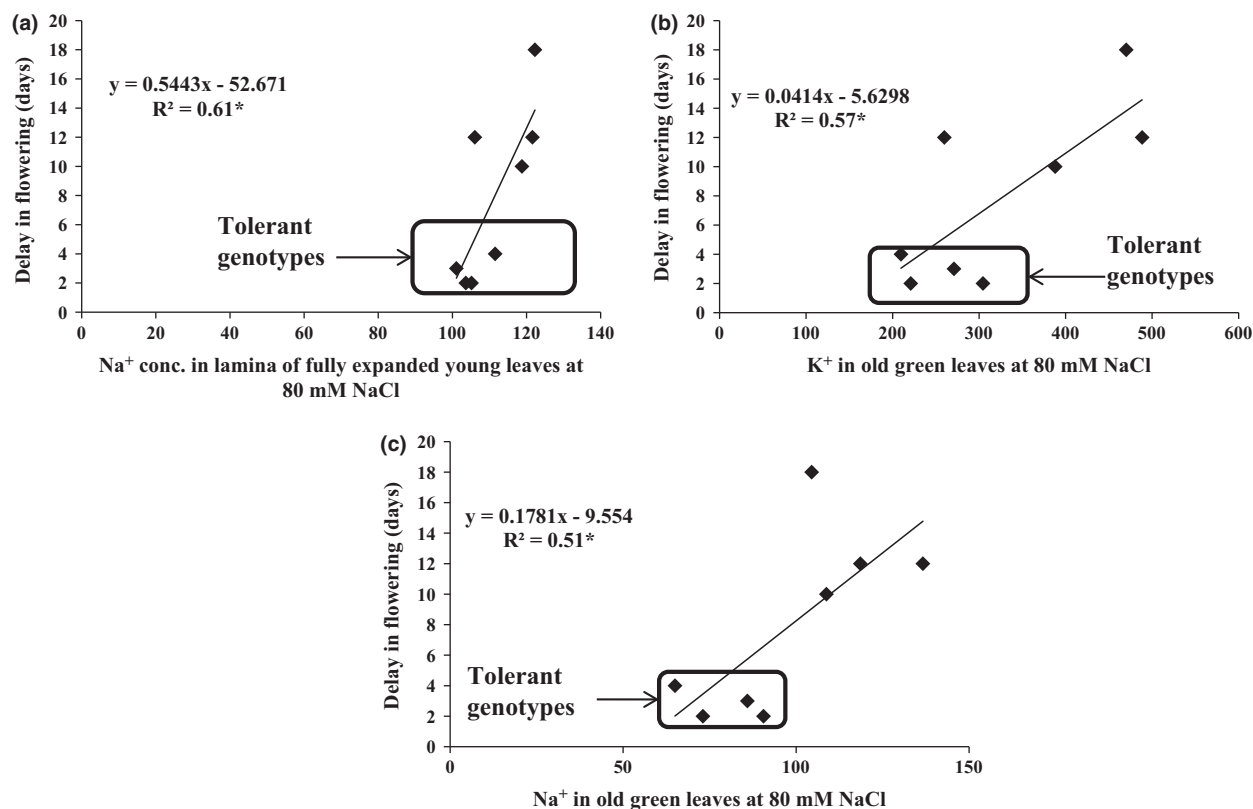 (a)
20
18
16
14
12
10
8
6
4
2
0
Delay in flowering (days)
y = 0.5443x - 52.671
R² = 0.61*
Tolerant
genotypes
0 20 40 60 80 100 120 140
Na⁺ conc. in lamina of fully expanded young leaves at
80 mM NaCl
(b)
20
18
16
14
12
10
8
6
4
2
0
Delay in flowering (days)
y = 0.0414x - 5.6298
R² = 0.57*
Tolerant
genotypes
0 100 200 300 400 500 600
K⁺ in old green leaves at 80 mM NaCl
(c)
20
18
16
14
12
10
8
6
4
2
0
Delay in flowering (days)
y = 0.1781x - 9.554
R² = 0.51*
Tolerant
genotypes
0 50 100 150
Na⁺ in old green leaves at 80 mM NaCl